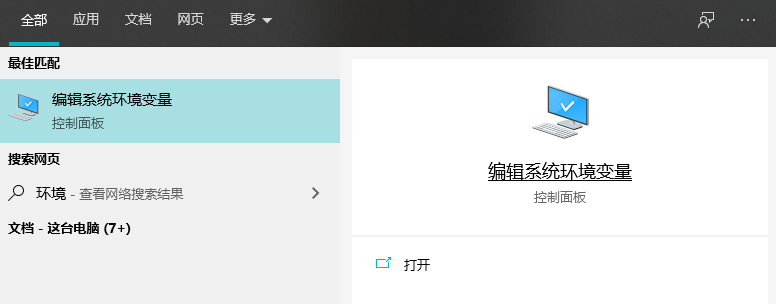 全部 应用 文档 网页 更多
最佳匹配
编辑系统环境变量
控制面板
搜索网页
环境 - 查看网络搜索结果
文档 - 这台电脑 (7+)
编辑系统环境变量
控制面板
打开